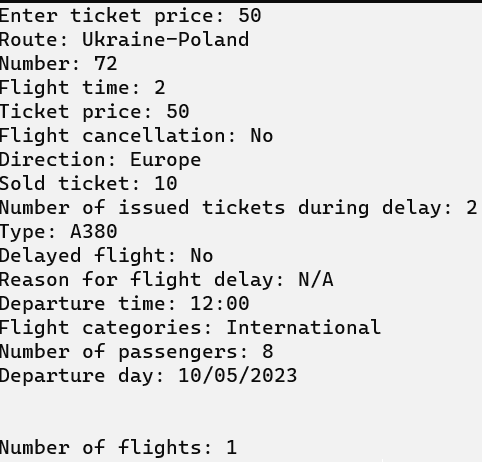 Enter ticket price: 50
Route: Ukraine-Poland
Number: 72
Flight time: 2
Ticket price: 50
Flight cancellation: No
Direction: Europe
Sold ticket: 10
Number of issued tickets during delay: 2
Type: A380
Delayed flight: No
Reason for flight delay: N/A
Departure time: 12:00
Flight categories: International
Number of passengers: 8
Departure day: 10/05/2023
Number of flights: 1